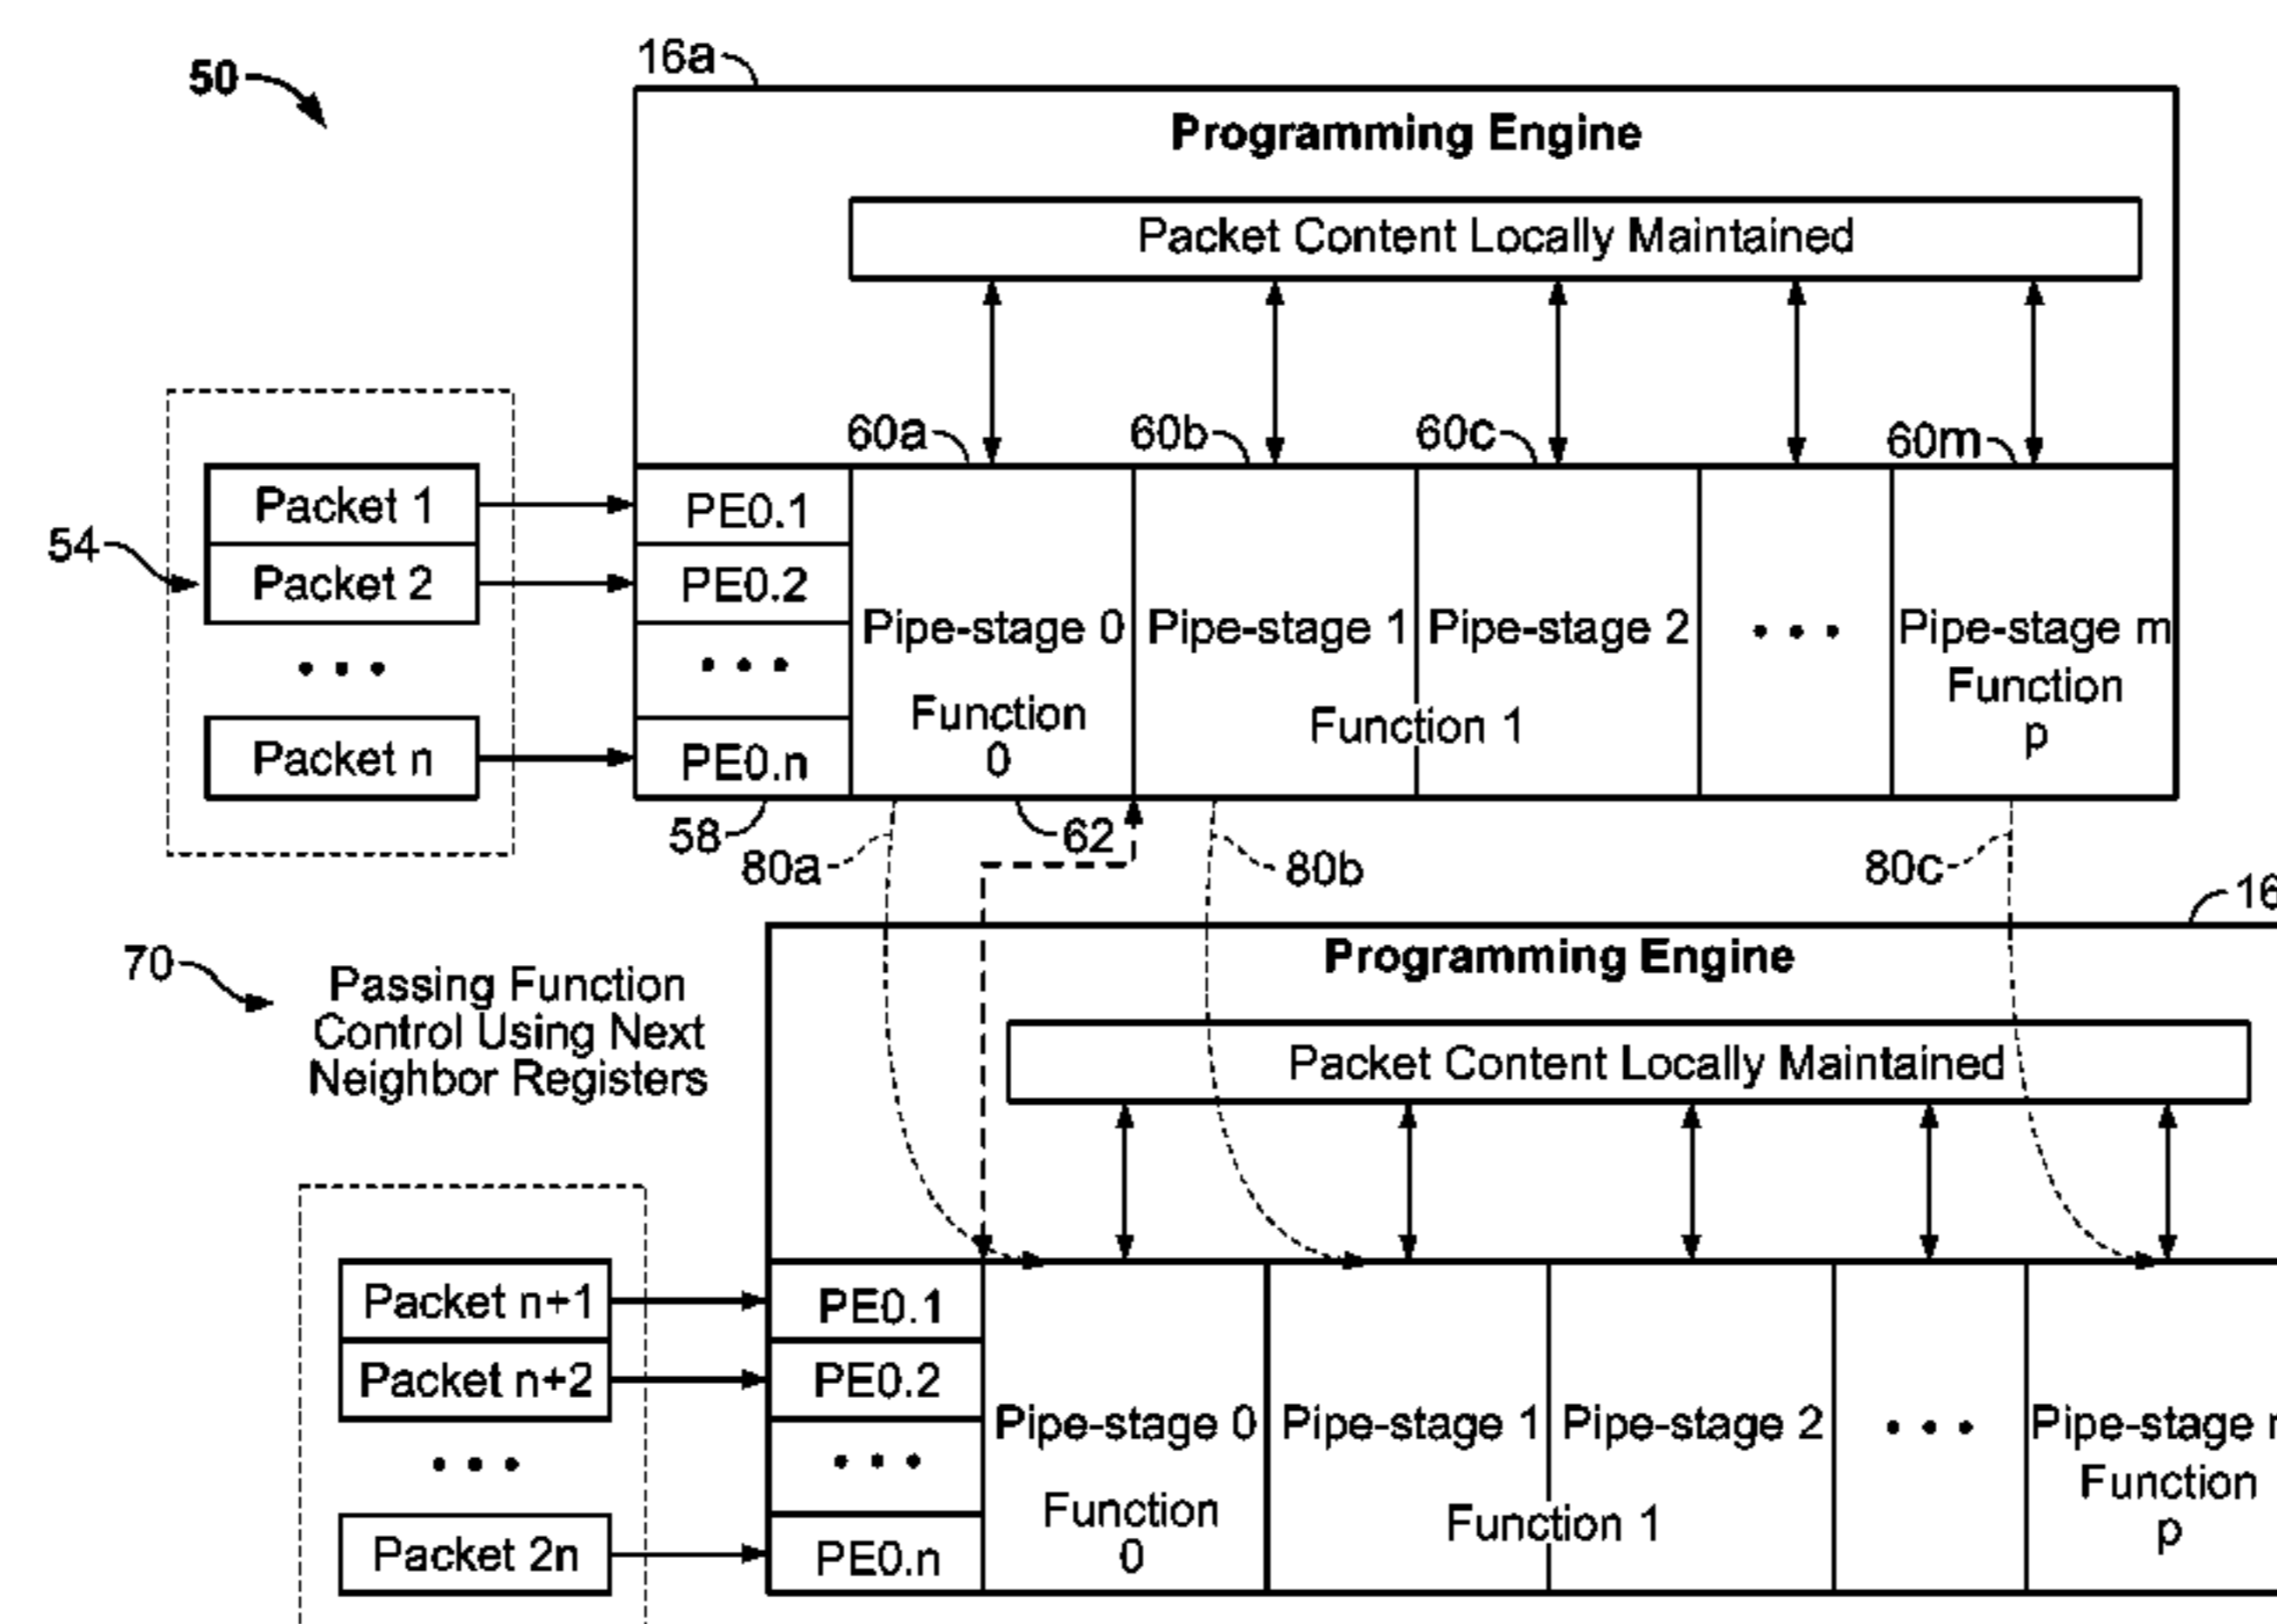 50
16a
Programming Engine
Packet Content Locally Maintained
60a
60b
60c
60m
54
Packet 1
Packet 2
• • •
Packet n
PE0.1
PE0.2
• • •
PE0.n
Pipe-stage 0
Function
0
Pipe-stage 1
Pipe-stage 2
Function 1
• • •
Pipe-stage m
Function
p
58
62
80a
80b
80c
16
70
Passing Function
Control Using Next
Neighbor Registers
Programming Engine
Packet Content Locally Maintained
Packet n+1
Packet n+2
• • •
Packet 2n
PE0.1
PE0.2
• • •
PE0.n
Pipe-stage 0
Function
0
Pipe-stage 1
Pipe-stage 2
Function 1
• • •
Pipe-stage
Function
p